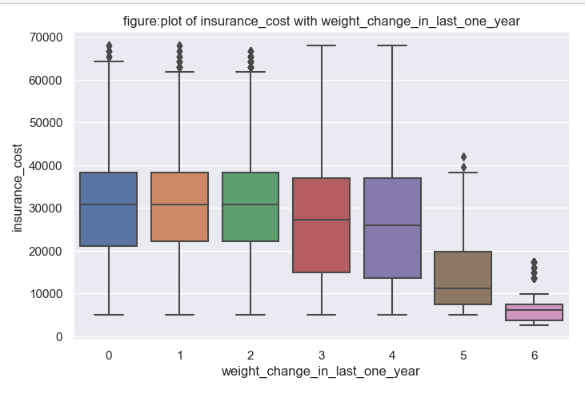 figure:plot of insurance_cost with weight_change_in_last_one_year
70000
60000
50000
40000
30000
20000
10000
0
insurance_cost
0 1 2 3 4 5 6
weight_change_in_last_one_year